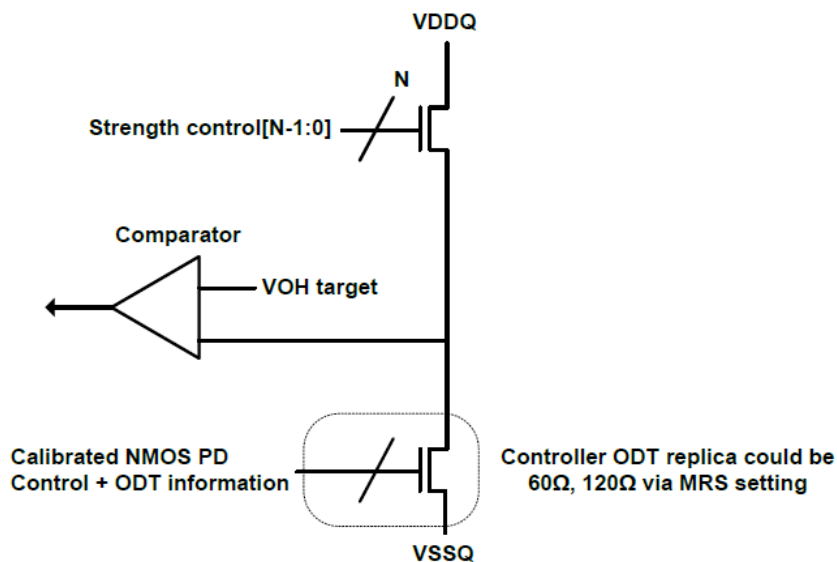 VDDQ
N
Strength control[N-1:0]
Comparator
VOH target
Calibrated NMOS PD
Control + ODT information
Controller ODT replica could be
60Ω, 120Ω via MRS setting
VSSQ